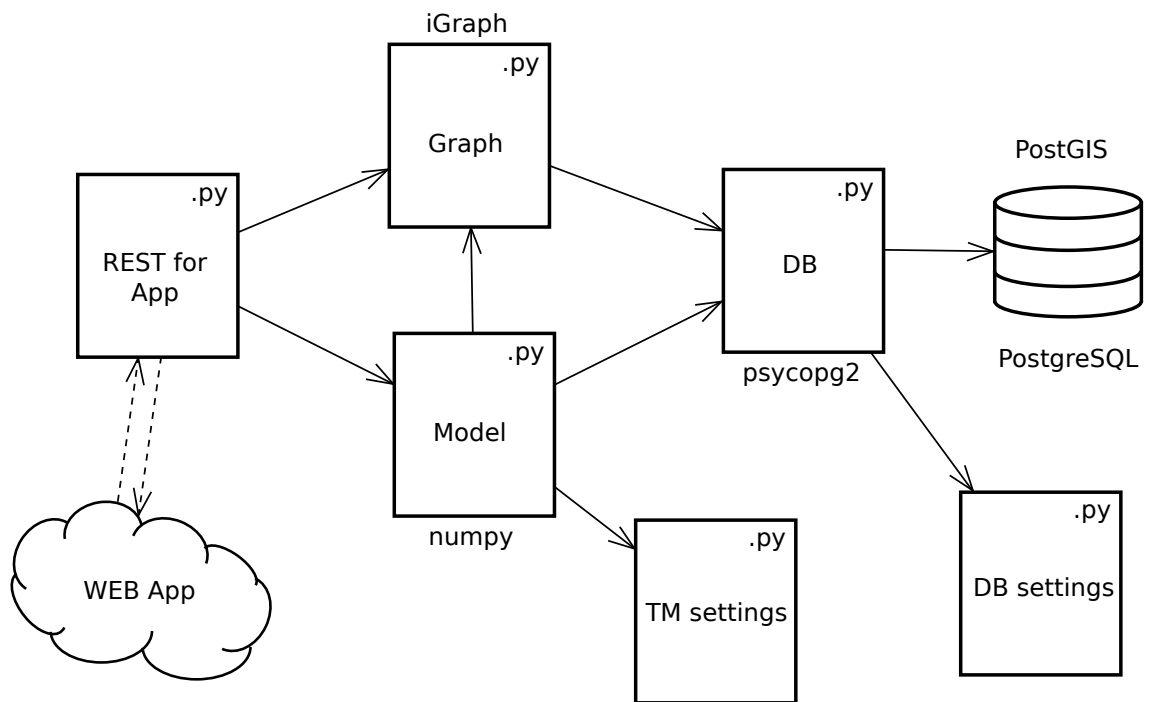 iGraph
.py
Graph
PostGIS
.py
REST for
App
.py
DB
PostgreSQL
psycopg2
.py
Model
numpy
.py
TM settings
.py
DB settings
WEB App